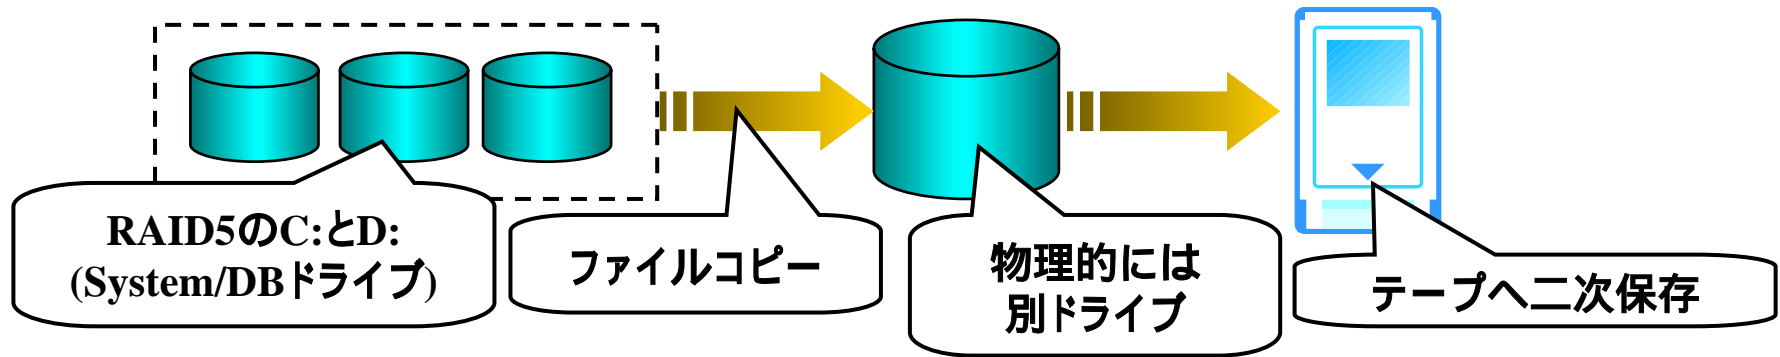 RAID5のC:とD:
(System/DBドライブ)
ファイルコピー
物理的には
別ドライブ
テープへ二次保存